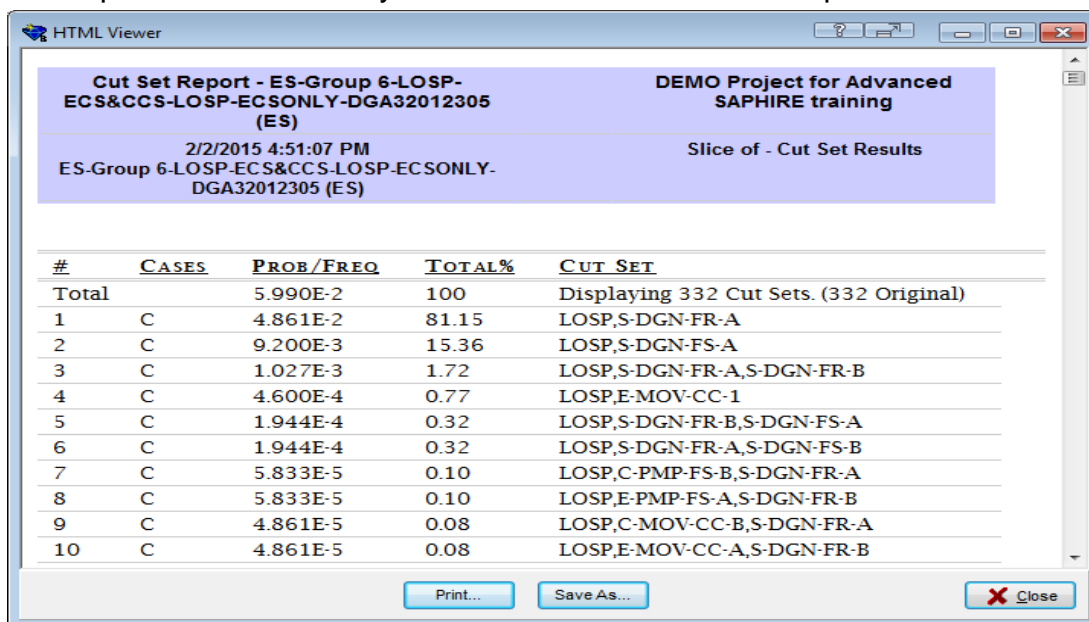 HTML Viewer
Cut Set Report - ES-Group 6-LOSP-
ECS&CCS-LOSP-ECSONLY-DGA32012305
(ES)
DEMO Project for Advanced
SAPHIRE training
2/2/2015 4:51:07 PM
ES-Group 6-LOSP-ECS&CCS-LOSP-ECSONLY-
DGA32012305 (ES)
Slice of - Cut Set Results
# CASES PROB/FREQ TOTAL% CUT SET
Total 5.990E-2 100 Displaying 332 Cut Sets. (332 Original)
1 C 4.861E-2 81.15 LOSP,S-DGN-FR-A
2 C 9.200E-3 15.36 LOSP,S-DGN-FS-A
3 C 1.027E-3 1.72 LOSP,S-DGN-FR-A,S-DGN-FR-B
4 C 4.600E-4 0.77 LOSP,E-MOV-CC-1
5 C 1.944E-4 0.32 LOSP,S-DGN-FR-B,S-DGN-FS-A
6 C 1.944E-4 0.32 LOSP,S-DGN-FR-A,S-DGN-FS-B
7 C 5.833E-5 0.10 LOSP,C-PMP-FS-B,S-DGN-FR-A
8 C 5.833E-5 0.10 LOSP,E-PMP-FS-A,S-DGN-FR-B
9 C 4.861E-5 0.08 LOSP,C-MOV-CC-B,S-DGN-FR-A
10 C 4.861E-5 0.08 LOSP,E-MOV-CC-A,S-DGN-FR-B
Print... Save As... Close